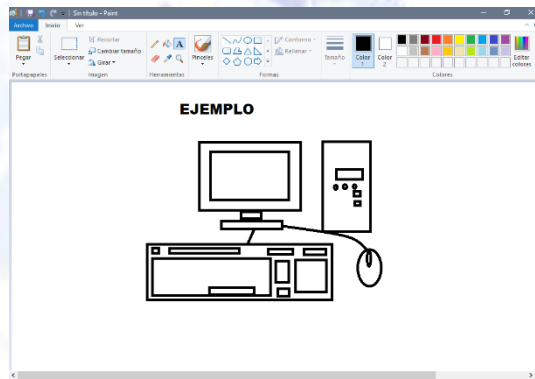 Sin título - Paint
Archivo Inicio Ver
Pegar
Portapapeles
Seleccionar
Recortar
Cambiar tamaño
Girar
Imagen
A
Herramientas
Pinceles
Contorno
Rellenar
Formas
Tamaño
Color 1
Color 2
Editar colores
Colores
EJEMPLO